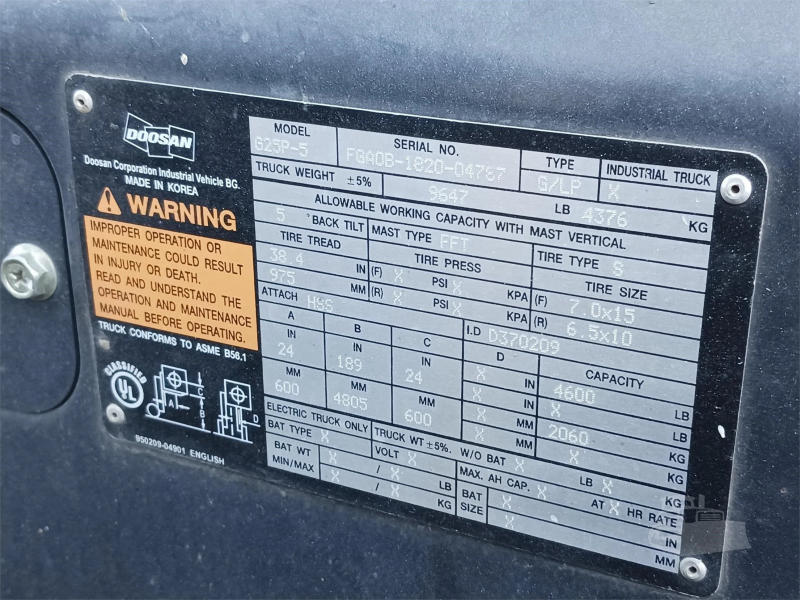 DOOSAN
Doosan Corporation Industrial Vehicle BG.
MADE IN KOREA
WARNING
IMPROPER OPERATION OR
MAINTENANCE COULD RESULT
IN INJURY OR DEATH.
READ AND UNDERSTAND THE
OPERATION AND MAINTENANCE
MANUAL BEFORE OPERATING.
TRUCK CONFORMS TO ASME B56.1
CLASSIFIED
UL
A B C D
950209-04901 ENGLISH
MODEL SERIAL NO. TYPE INDUSTRIAL TRUCK
G25P-5 FGA0B-1820-04787 G/LP X
TRUCK WEIGHT ±5% 9647 LB 4376 KG
ALLOWABLE WORKING CAPACITY WITH MAST VERTICAL
5 °BACK TILT MAST TYPE FFT TIRE TYPE S
TIRE TREAD TIRE PRESS TIRE SIZE
38.4 IN (F) X PSI X KPA (F) 7.0x15
975 MM (R) X PSI X KPA (R) 6.5x10
ATTACH H&S I.D D370209
A B C D CAPACITY
24 IN 189 IN 24 IN X IN 4600 LB
X IN X LB
600 MM 4805 MM 600 MM X MM 2060 KG
X MM X KG
ELECTRIC TRUCK ONLY TRUCK WT ±5%. W/O BAT X LB X KG
BAT TYPE X VOLT X MAX. AH CAP. X AT X HR RATE
BAT WT X / X LB BAT X IN
MIN/MAX X / X KG SIZE X MM